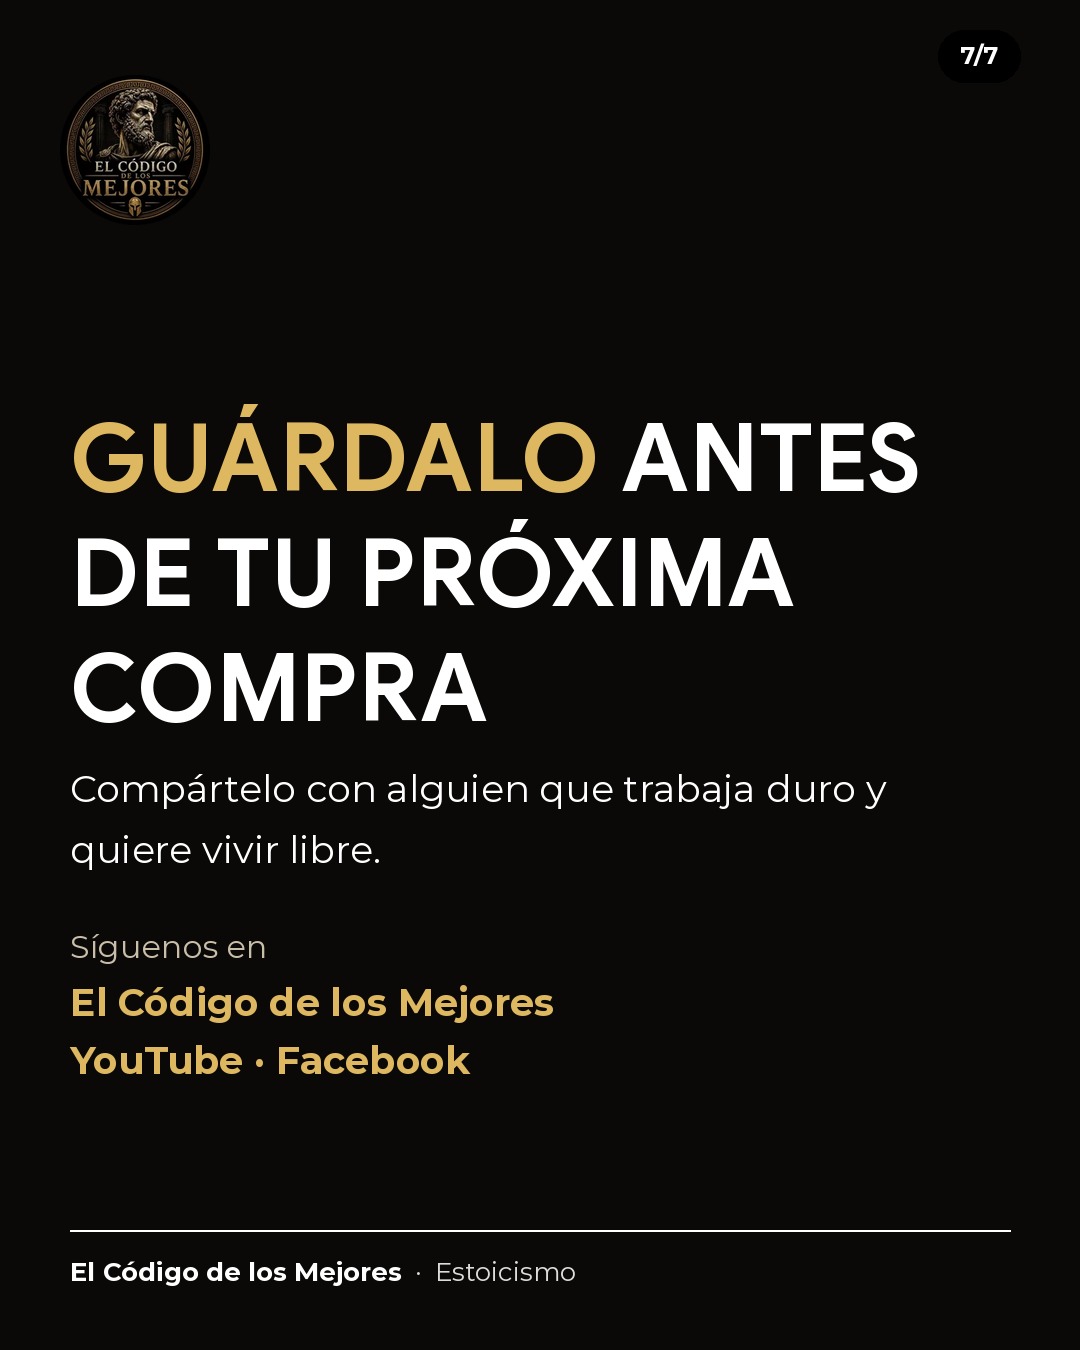 7/7
EL CÓDIGO
DE LOS
MEJORES
GUÁRDALO ANTES
DE TU PRÓXIMA
COMPRA
Compártelo con alguien que trabaja duro y
quiere vivir libre.
Síguenos en
El Código de los Mejores
YouTube · Facebook
El Código de los Mejores · Estoicismo